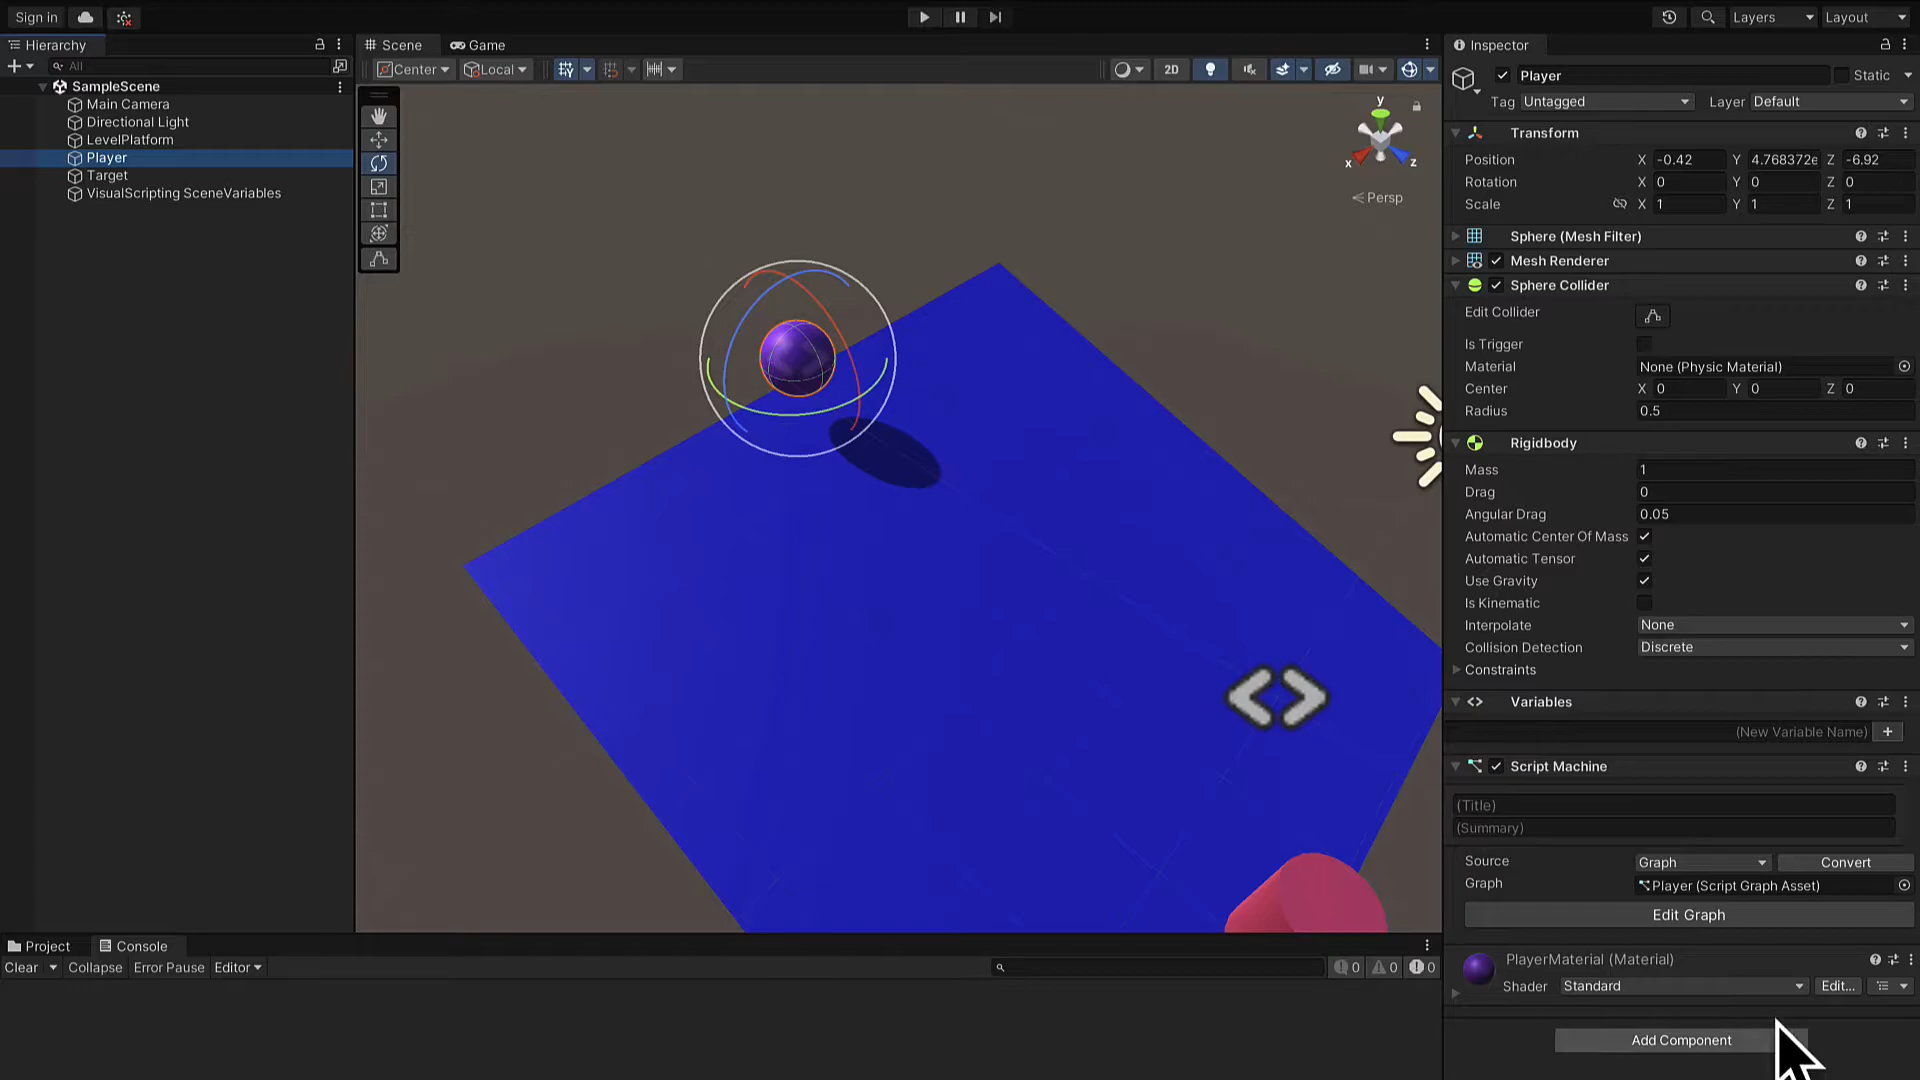 Sign in
Layers
Layout
Hierarchy
All
SampleScene
Main Camera
Directional Light
LevelPlatform
Player
Target
VisualScripting SceneVariables
Scene
Game
Center
Local
2D
y
x
z
Persp
Inspector
Player
Static
Tag Untagged
Layer Default
Transform
Position X -0.42 Y 4.768372e Z -6.92
Rotation X 0 Y 0 Z 0
Scale X 1 Y 1 Z 1
Sphere (Mesh Filter)
Mesh Renderer
Sphere Collider
Edit Collider
Is Trigger
Material None (Physic Material)
Center X 0 Y 0 Z 0
Radius 0.5
Rigidbody
Mass 1
Drag 0
Angular Drag 0.05
Automatic Center Of Mass
Automatic Tensor
Use Gravity
Is Kinematic
Interpolate None
Collision Detection Discrete
Constraints
Variables
(New Variable Name) +
Script Machine
(Title)
(Summary)
Source Graph Convert
Graph Player (Script Graph Asset)
Edit Graph
PlayerMaterial (Material)
Shader Standard Edit...
Add Component
Project
Console
Clear
Collapse
Error Pause
Editor
0
0
0